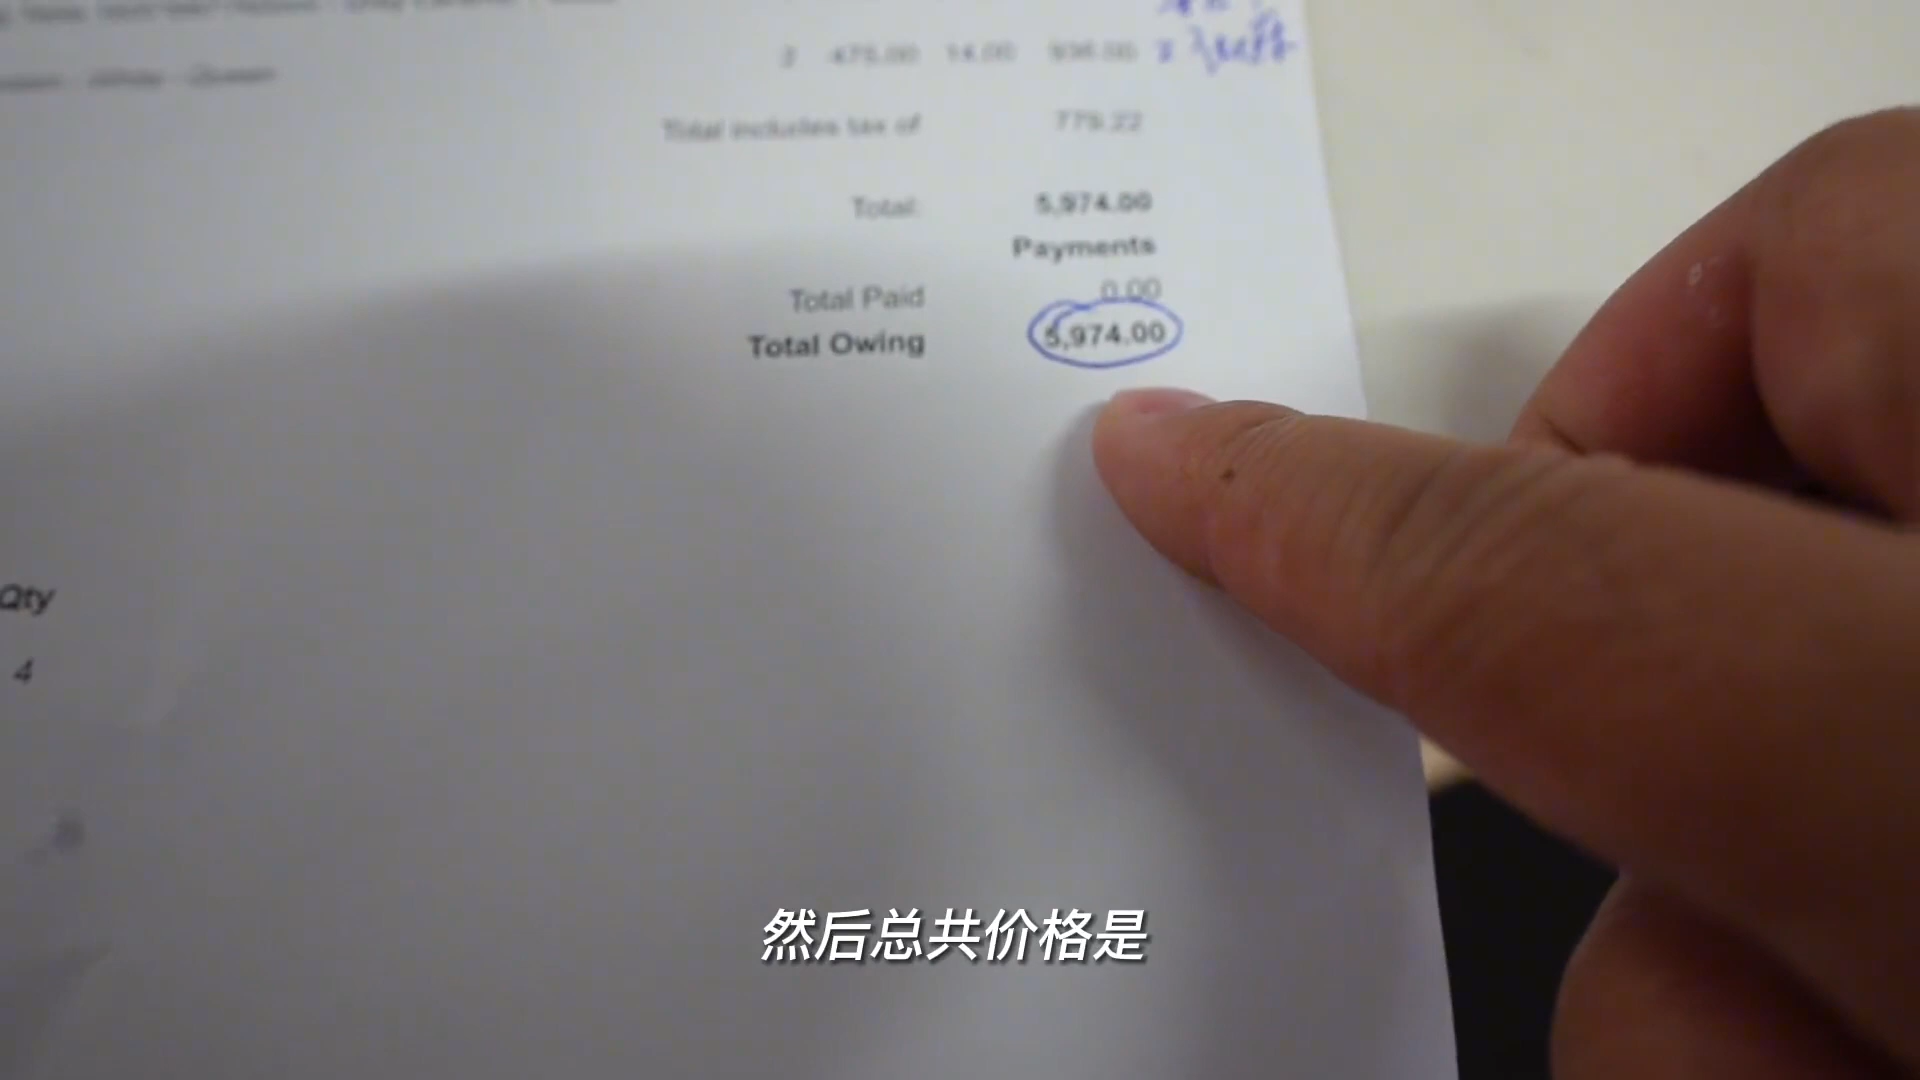 2 475.00 14.00 936.00
Total includes tax of 779.22
Total: 5,974.00
Payments
Total Paid 0.00
Total Owing 5,974.00
Qty
4
然后总共价格是